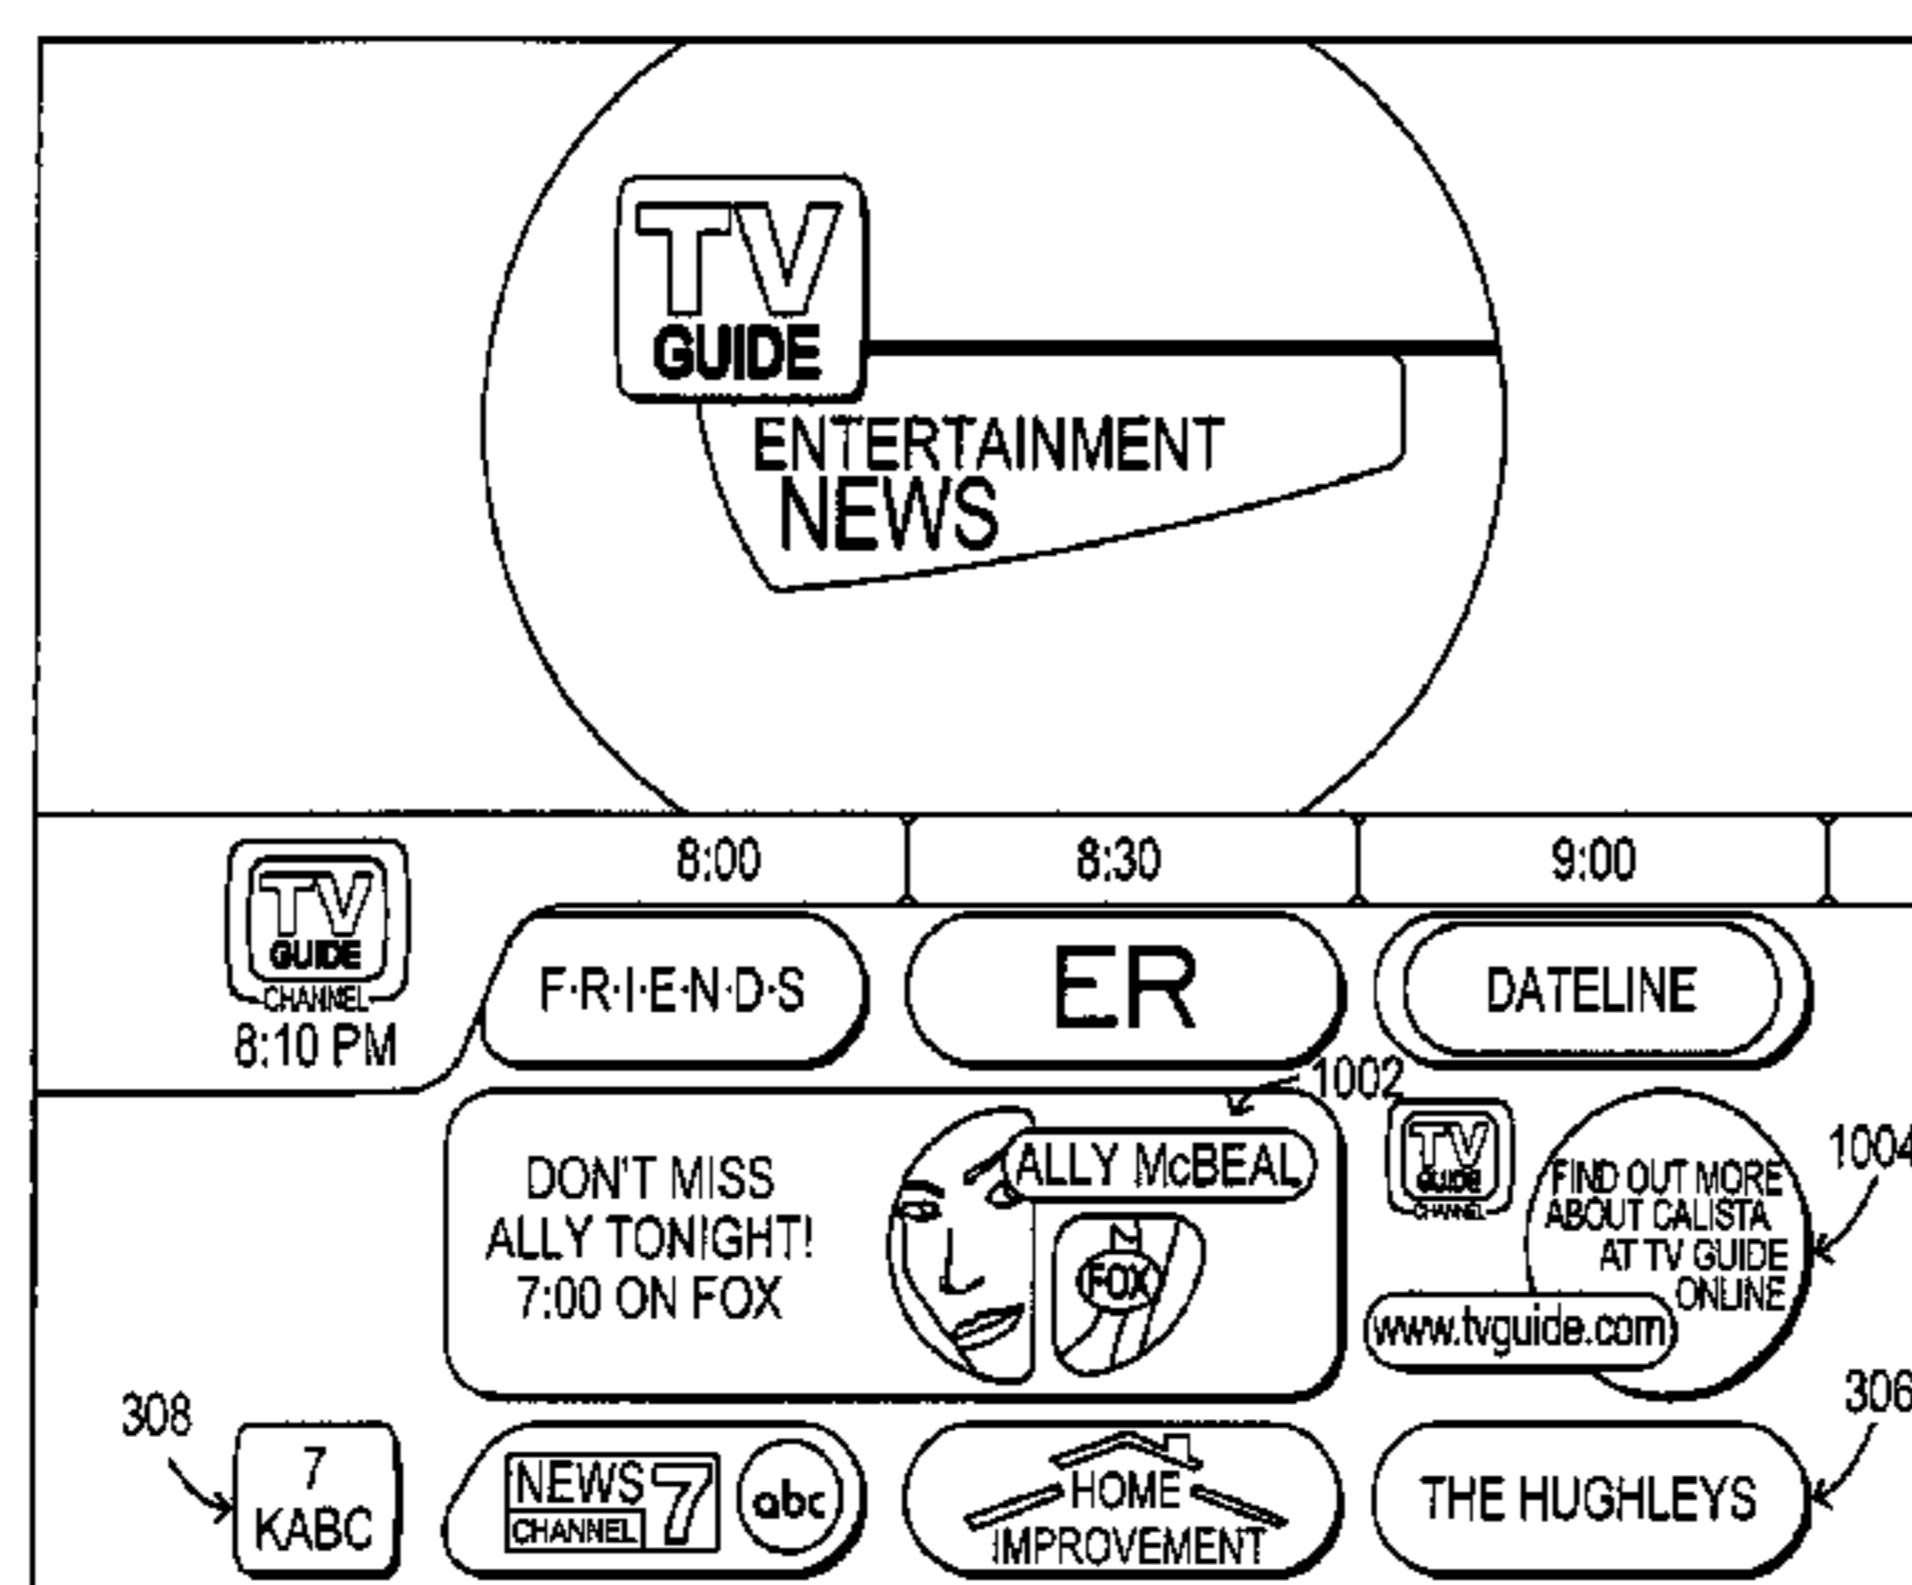 TV
GUIDE
ENTERTAINMENT
NEWS
8:00
8:30
9:00
TV
GUIDE
CHANNEL
8:10 PM
F·R·I·E·N·D·S
ER
DATELINE
1002
DON'T MISS
ALLY TONIGHT!
7:00 ON FOX
ALLY McBEAL
FOX
TV
GUIDE
CHANNEL
FIND OUT MORE
ABOUT CALISTA
AT TV GUIDE
ONLINE
www.tvguide.com
1004
308
306
7
KABC
NEWS 7
CHANNEL
abc
HOME
IMPROVEMENT
THE HUGHLEYS